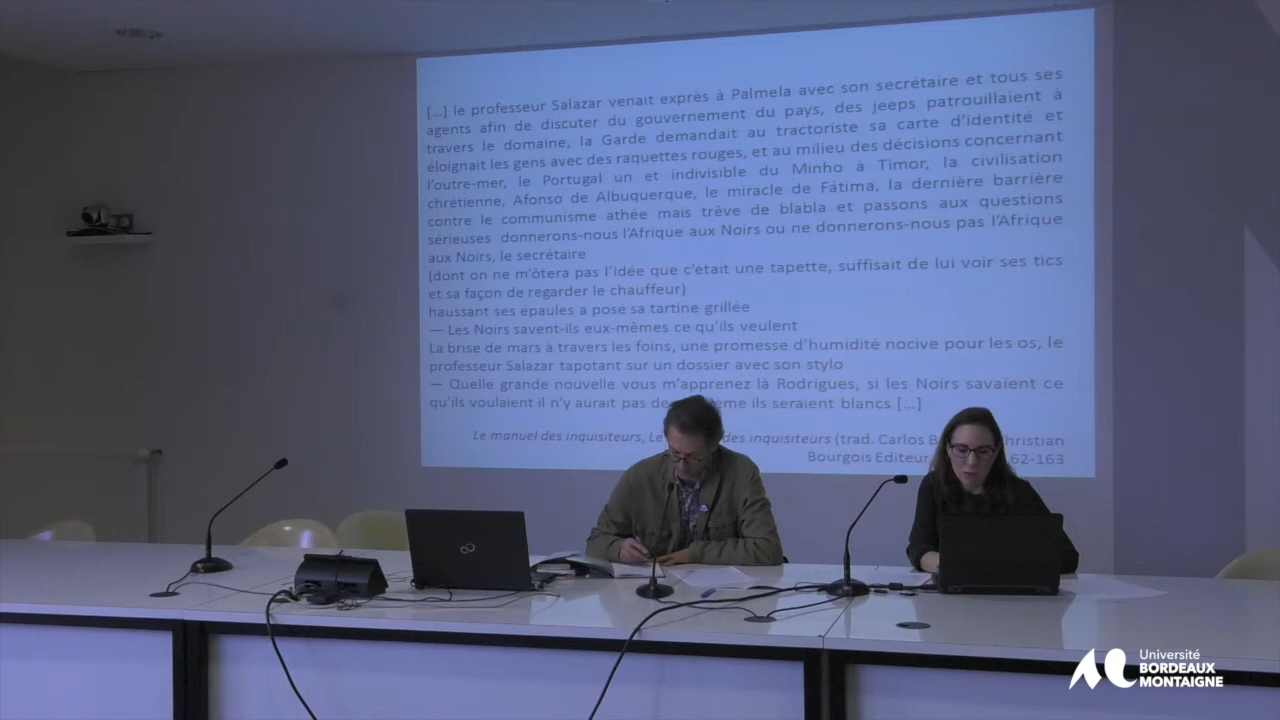 […] le professeur Salazar venait exprès à Palmela avec son secrétaire et tous ses
agents afin de discuter du gouvernement du pays, des jeeps patrouillaient à
travers le domaine, la Garde demandait au tractoriste sa carte d’identité et
éloignait les gens avec des raquettes rouges, et au milieu des décisions concernant
l’outre-mer, le Portugal un et indivisible du Minho à Timor, la civilisation
chrétienne, Afonso de Albuquerque, le miracle de Fátima, la dernière barrière
contre le communisme athée mais trêve de blabla et passons aux questions
sérieuses donnerons-nous l’Afrique aux Noirs ou ne donnerons-nous pas l’Afrique
aux Noirs, le secrétaire
(dont on ne m’ôtera pas l’idée que c’était une tapette, suffisait de lui voir ses tics
et sa façon de regarder le chauffeur)
haussant ses épaules a posé sa tartine grillée
— Les Noirs savent-ils eux-mêmes ce qu’ils veulent
La brise de mars à travers les foins, une promesse d’humidité nocive pour les os, le
professeur Salazar tapotant sur un dossier avec son stylo
— Quelle grande nouvelle vous m’apprenez là Rodrigues, si les Noirs savaient ce
qu’ils voulaient il n’y aurait pas de ils seraient blancs […]
Le manuel des inquisiteurs, Le des inquisiteurs (trad. Carlos Christian
Bourgois Editeur 62-163
Université
BORDEAUX
MONTAIGNE